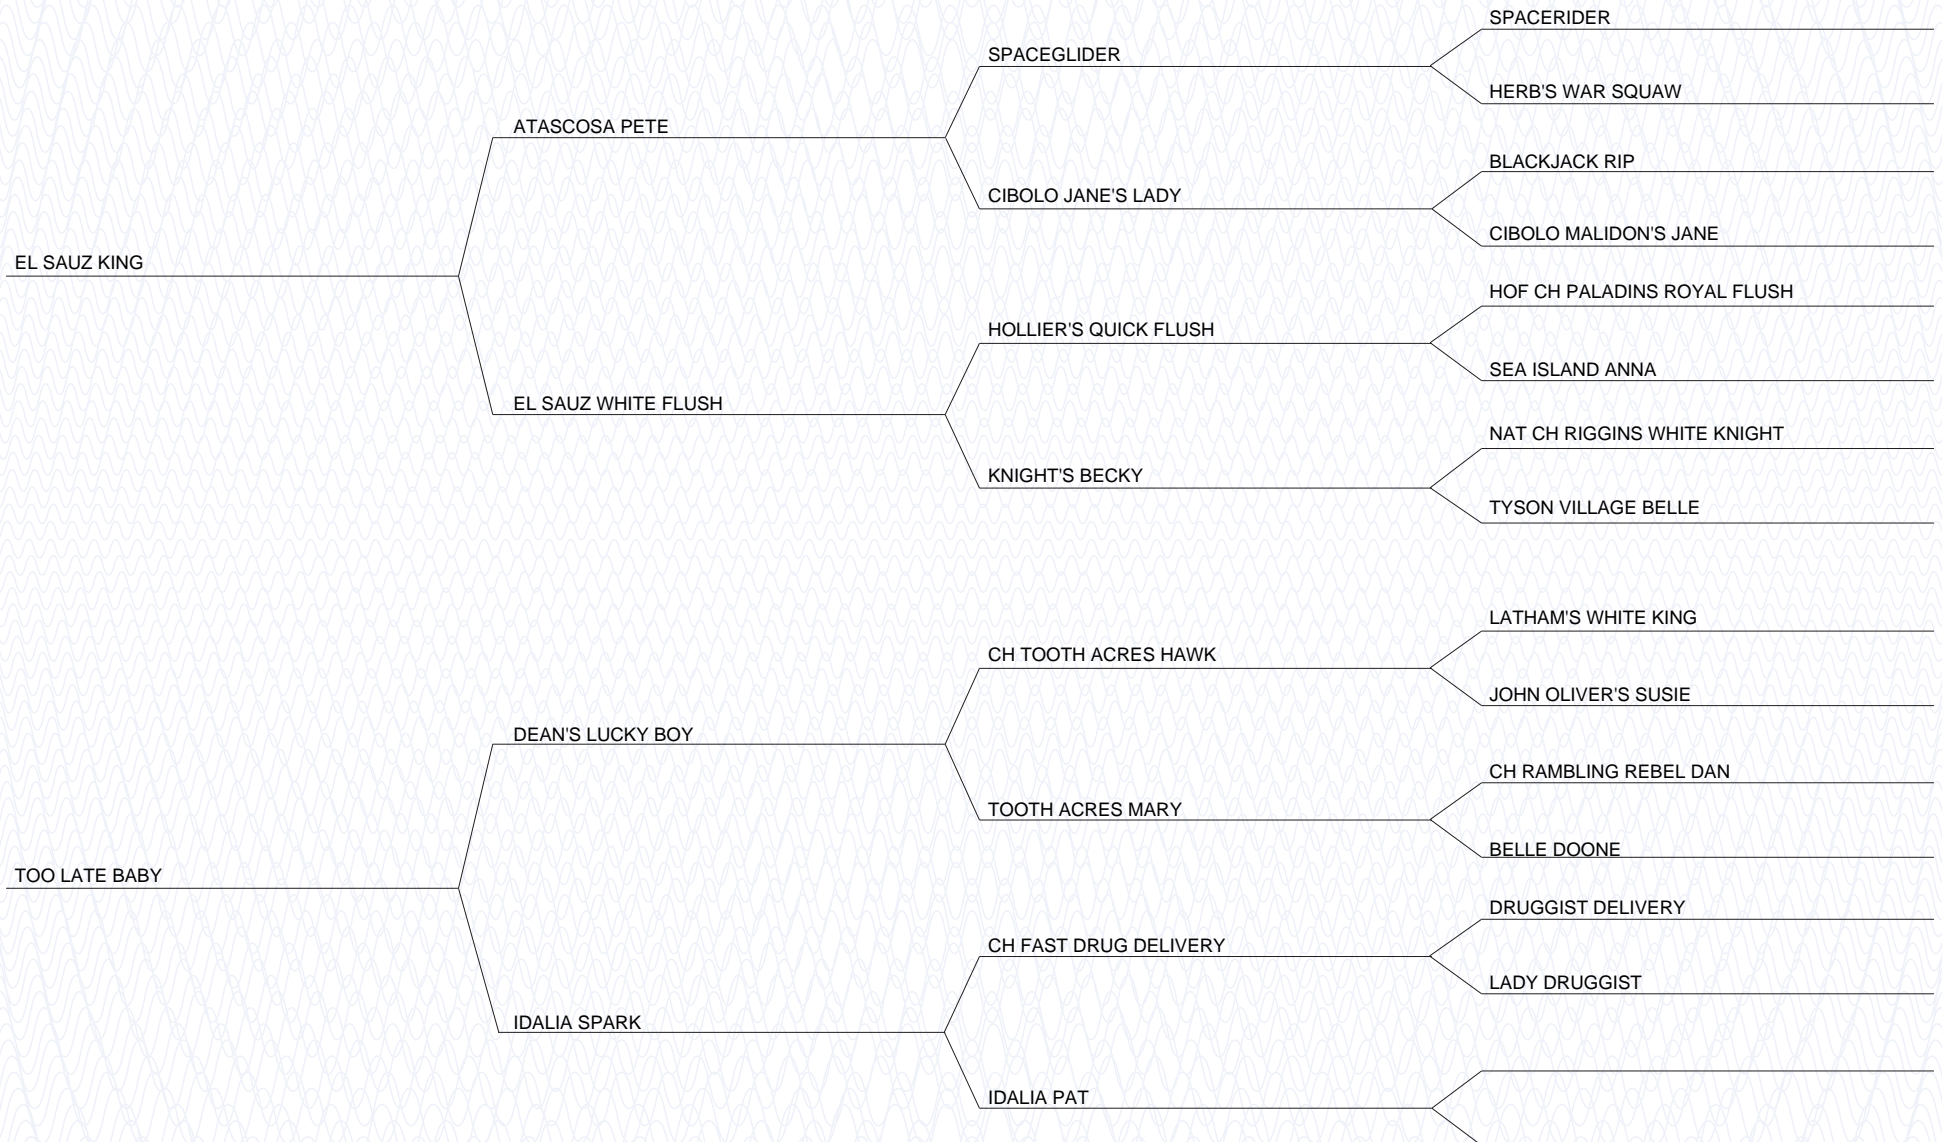 SPACERIDER
SPACEGLIDER
HERB'S WAR SQUAW
ATASCOSA PETE
BLACKJACK RIP
CIBOLO JANE'S LADY
CIBOLO MALIDON'S JANE
EL SAUZ KING
HOF CH PALADINS ROYAL FLUSH
HOLLIER'S QUICK FLUSH
SEA ISLAND ANNA
EL SAUZ WHITE FLUSH
NAT CH RIGGINS WHITE KNIGHT
KNIGHT'S BECKY
TYSON VILLAGE BELLE
LATHAM'S WHITE KING
CH TOOTH ACRES HAWK
JOHN OLIVER'S SUSIE
DEAN'S LUCKY BOY
CH RAMBLING REBEL DAN
TOOTH ACRES MARY
BELLE DOONE
TOO LATE BABY
DRUGGIST DELIVERY
CH FAST DRUG DELIVERY
LADY DRUGGIST
IDALIA SPARK
IDALIA PAT